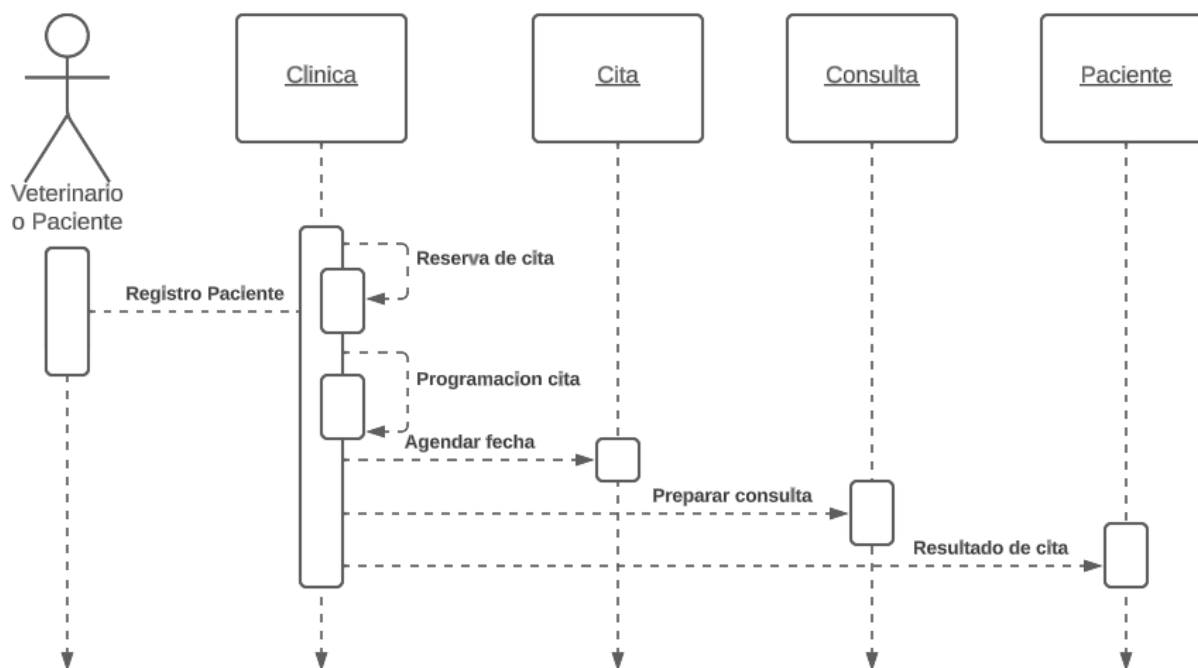 Clinica
Cita
Consulta
Paciente
Veterinario
o Paciente
Reserva de cita
Registro Paciente
Programacion cita
Agendar fecha
Preparar consulta
Resultado de cita